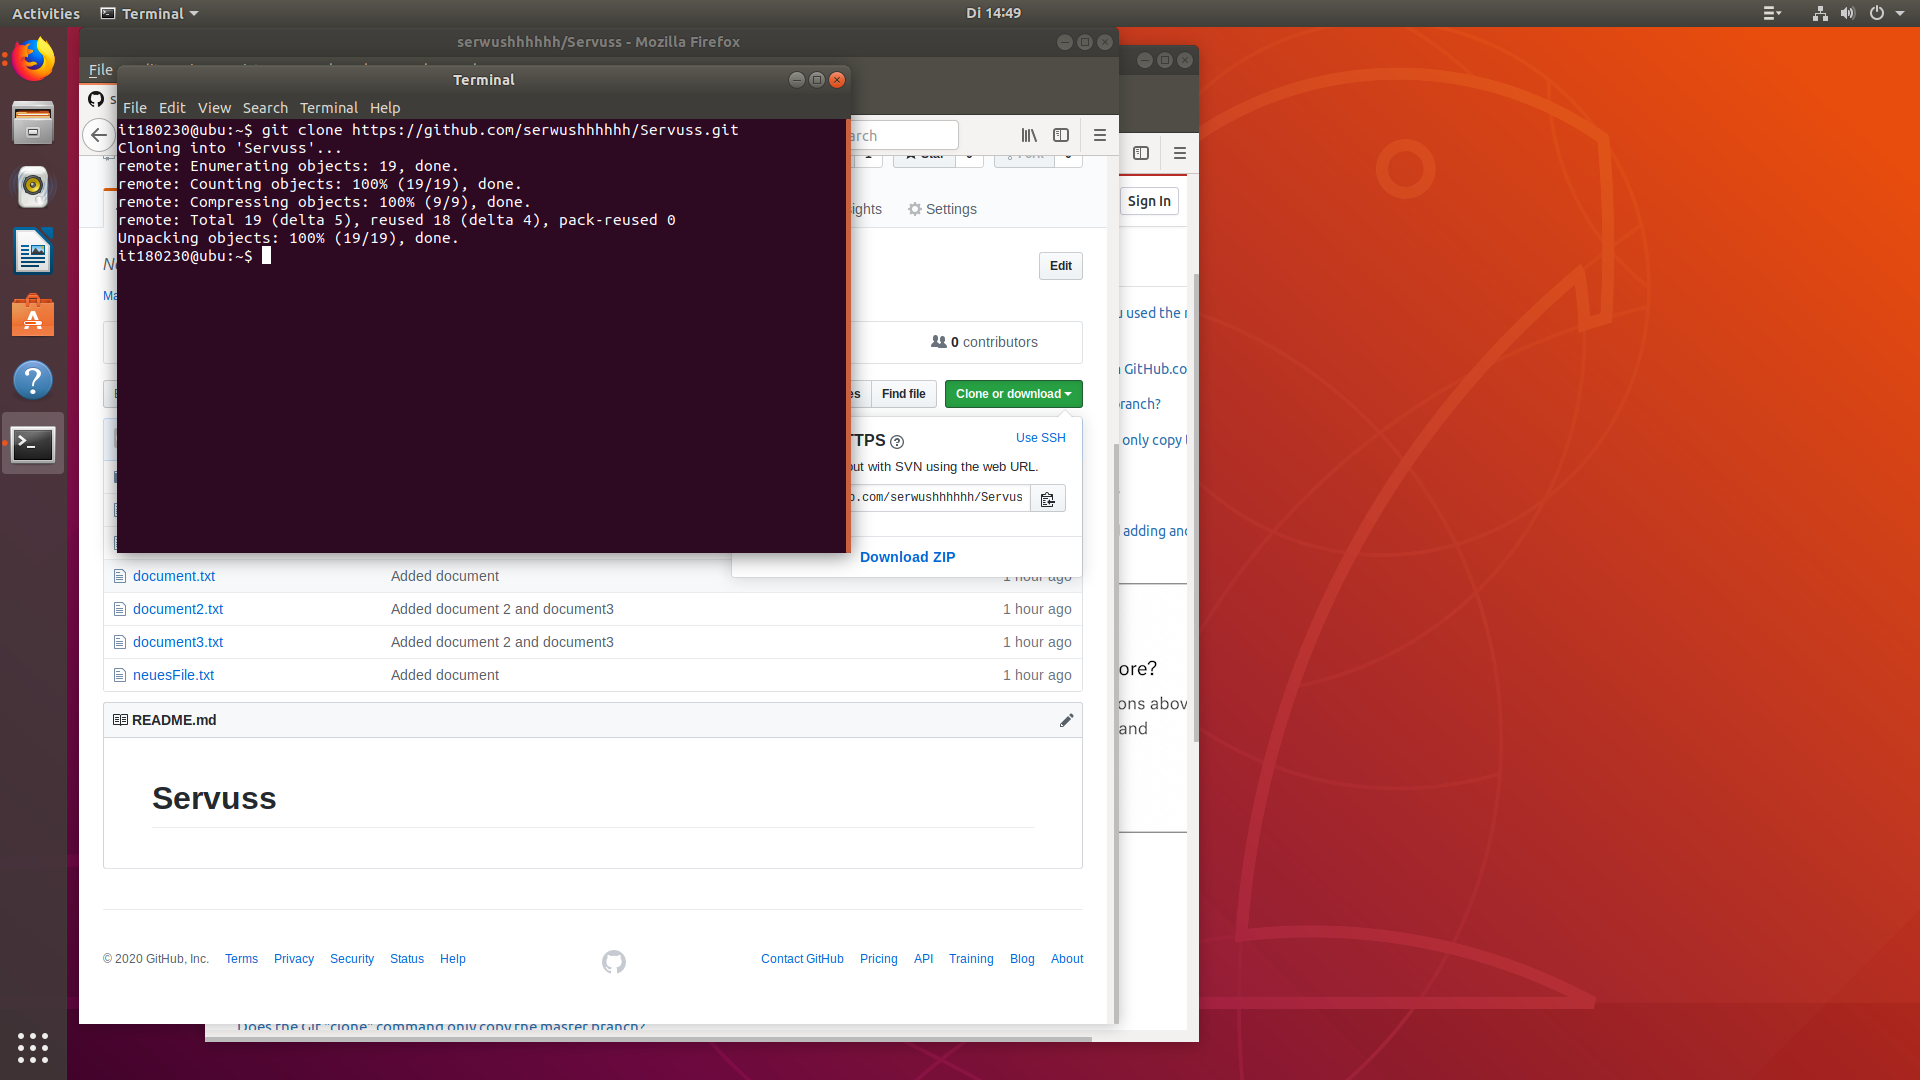 Activities
Terminal
Di 14:49
serwushhhhhh/Servuss - Mozilla Firefox
File
Terminal
File Edit View Search Terminal Help
it180230@ubu:~$ git clone https://github.com/serwushhhhhh/Servuss.git
Cloning into 'Servuss'...
remote: Enumerating objects: 19, done.
remote: Counting objects: 100% (19/19), done.
remote: Compressing objects: 100% (9/9), done.
remote: Total 19 (delta 5), reused 18 (delta 4), pack-reused 0
Unpacking objects: 100% (19/19), done.
it180230@ubu:~$
Settings
Sign In
Edit
0 contributors
Find file
Clone or download
Use SSH
with SVN using the web URL.
.com/serwushhhhhh/Servus
Download ZIP
document.txt Added document 1 hour ago
document2.txt Added document 2 and document3 1 hour ago
document3.txt Added document 2 and document3 1 hour ago
neuesFile.txt Added document 1 hour ago
README.md
Servuss
© 2020 GitHub, Inc. Terms Privacy Security Status Help
Contact GitHub Pricing API Training Blog About
used the
GitHub.co
ranch?
only copy
adding and
ore?
ons abov
and
Does the Git "clone" command only copy the master branch?